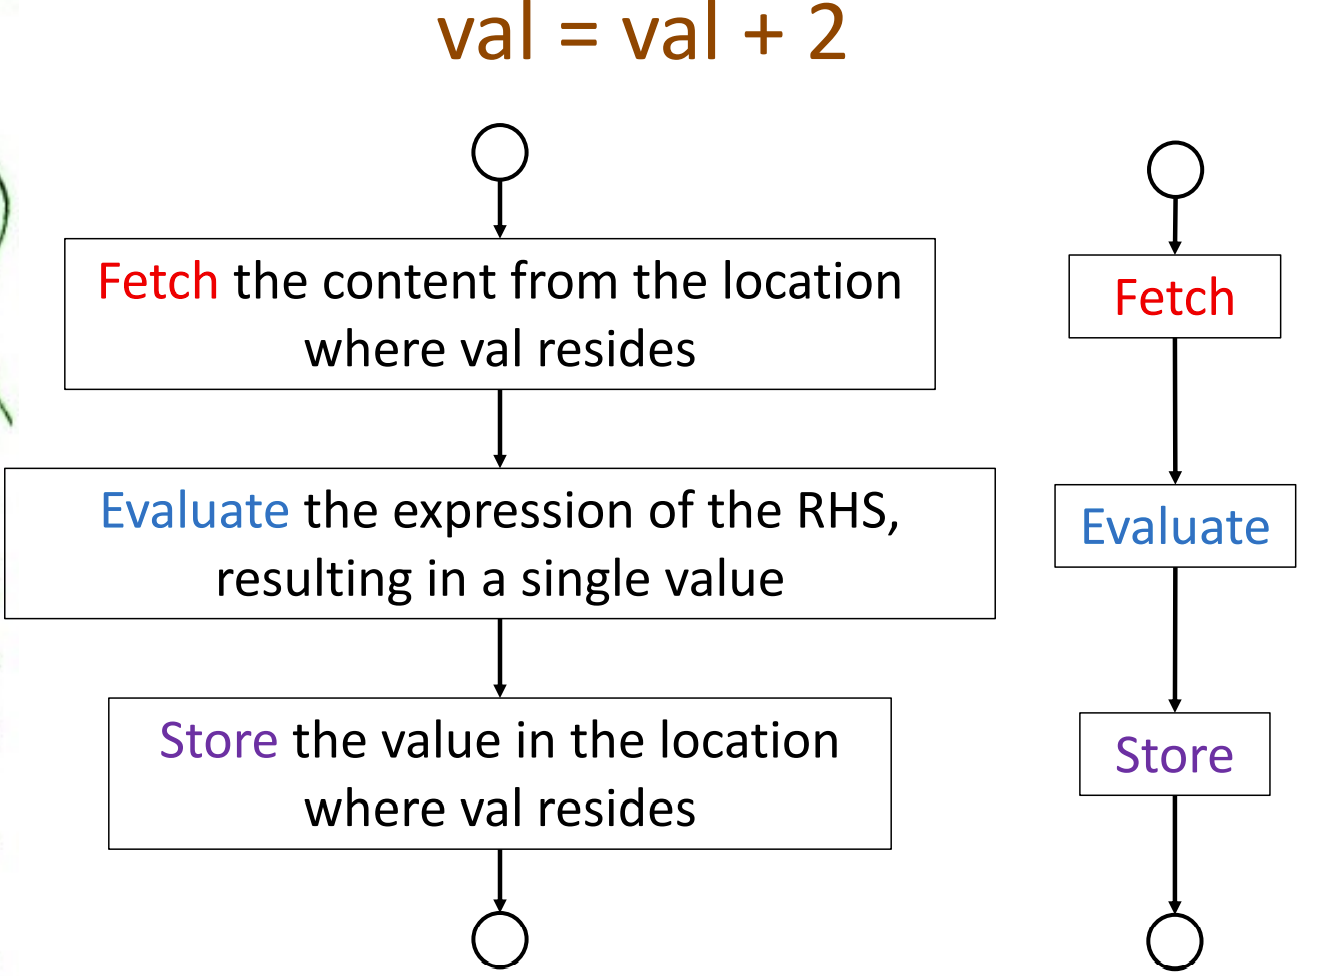 val = val + 2
Fetch the content from the location
where val resides
Evaluate the expression of the RHS,
resulting in a single value
Store the value in the location
where val resides
Fetch
Evaluate
Store